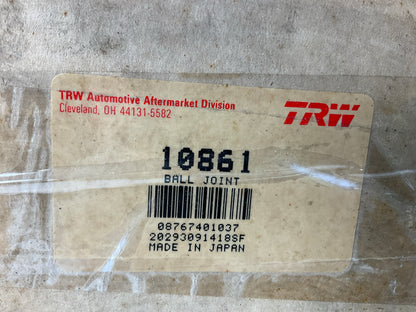 TRW Automotive Aftermarket Division
Cleveland, OH 44131-5582
TRW
10861
BALL JOINT
08767401037
20293091418SF
MADE IN JAPAN